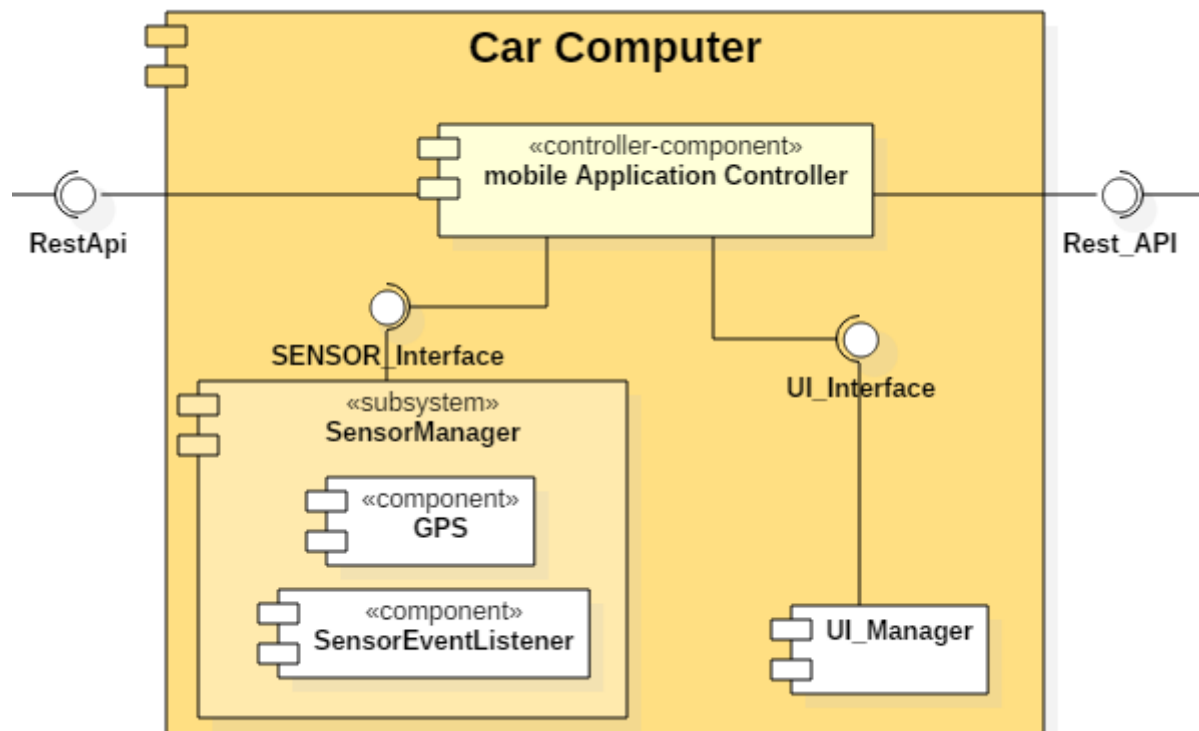 Car Computer
«controller-component»
mobile Application Controller
RestApi
Rest_API
SENSOR_Interface
UI_Interface
«subsystem»
SensorManager
«component»
GPS
«component»
SensorEventListener
UI_Manager